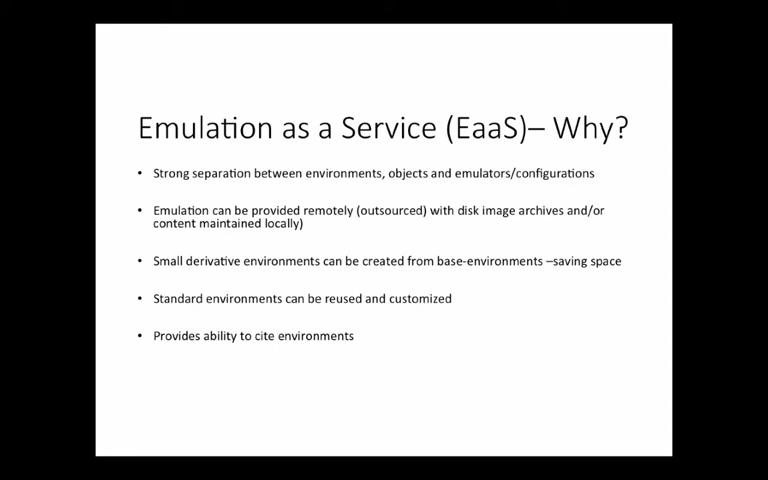 Emulation as a Service (EaaS)– Why?
• Strong separation between environments, objects and emulators/configurations
• Emulation can be provided remotely (outsourced) with disk image archives and/or
content maintained locally)
• Small derivative environments can be created from base-environments –saving space
• Standard environments can be reused and customized
• Provides ability to cite environments